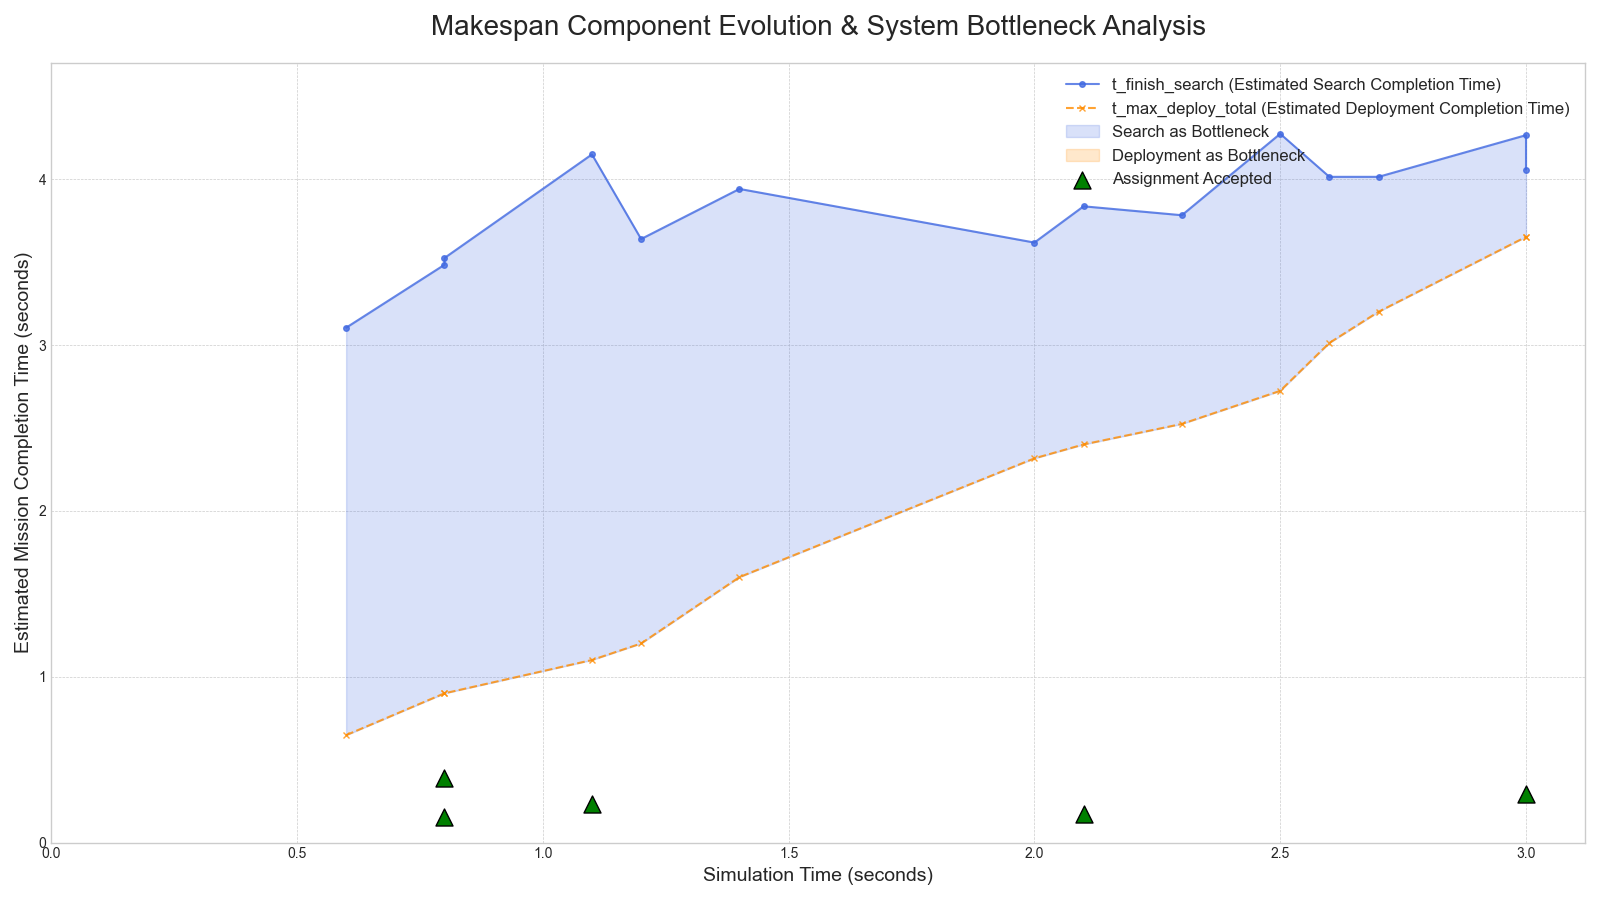 Makespan Component Evolution & System Bottleneck Analysis
t_finish_search (Estimated Search Completion Time)
t_max_deploy_total (Estimated Deployment Completion Time)
Search as Bottleneck
Deployment as Bottleneck
Assignment Accepted
Estimated Mission Completion Time (seconds)
4
3
2
1
0
0.0 0.5 1.0 1.5 2.0 2.5 3.0
Simulation Time (seconds)